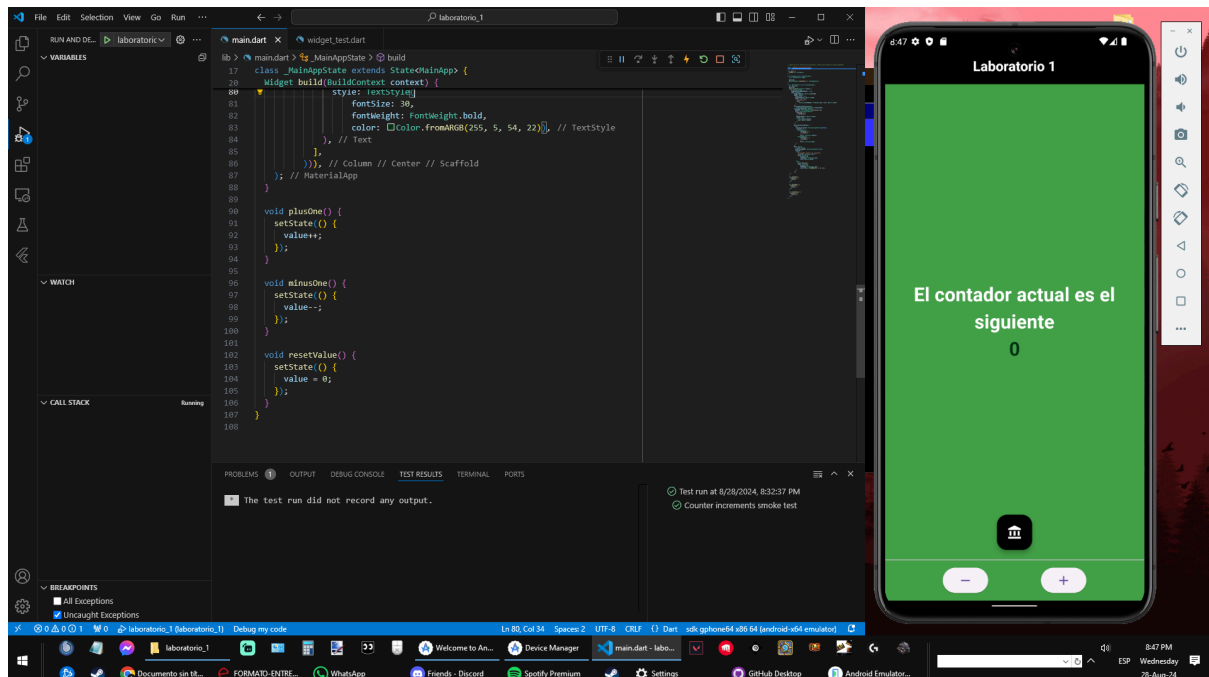 File Edit Selection View Go Run ···
laboratorio_1
RUN AND DE... laboratoric
VARIABLES
WATCH
CALL STACK Running
BREAKPOINTS
All Exceptions
Uncaught Exceptions
main.dart × widget_test.dart
lib > main.dart > _MainAppState > build
17 class _MainAppState extends State<MainApp> {
20 Widget build(BuildContext context) {
80 style: TextStyle(
81 fontSize: 30,
82 fontWeight: FontWeight.bold,
83 color: Color.fromARGB(255, 5, 54, 22)), // TextStyle
84 ), // Text
85 ],
86 ))), // Column // Center // Scaffold
87 ); // MaterialApp
88 }
89
90 void plusOne() {
91 setState(() {
92 value++;
93 });
94 }
95
96 void minusOne() {
97 setState(() {
98 value--;
99 });
100 }
101
102 void resetValue() {
103 setState(() {
104 value = 0;
105 });
106 }
107 }
108
PROBLEMS 1 OUTPUT DEBUG CONSOLE TEST RESULTS TERMINAL PORTS
* The test run did not record any output.
Test run at 8/28/2024, 8:32:37 PM
Counter increments smoke test
0 0 1 0 laboratorio_1 (laboratorio_1) Debug my code Ln 80, Col 34 Spaces: 2 UTF-8 CRLF {} Dart sdk gphone64 x86 64 (android-x64 emulator)
8:47
Laboratorio 1
El contador actual es el
siguiente
0
− +
laboratorio_1 Welcome to An... Device Manager main.dart - labo...
8:47 PM
ESP Wednesday
Documento sin tit... FORMATO-ENTRE... WhatsApp Friends - Discord Spotify Premium Settings GitHub Desktop Android Emulator...
28-Aug-24